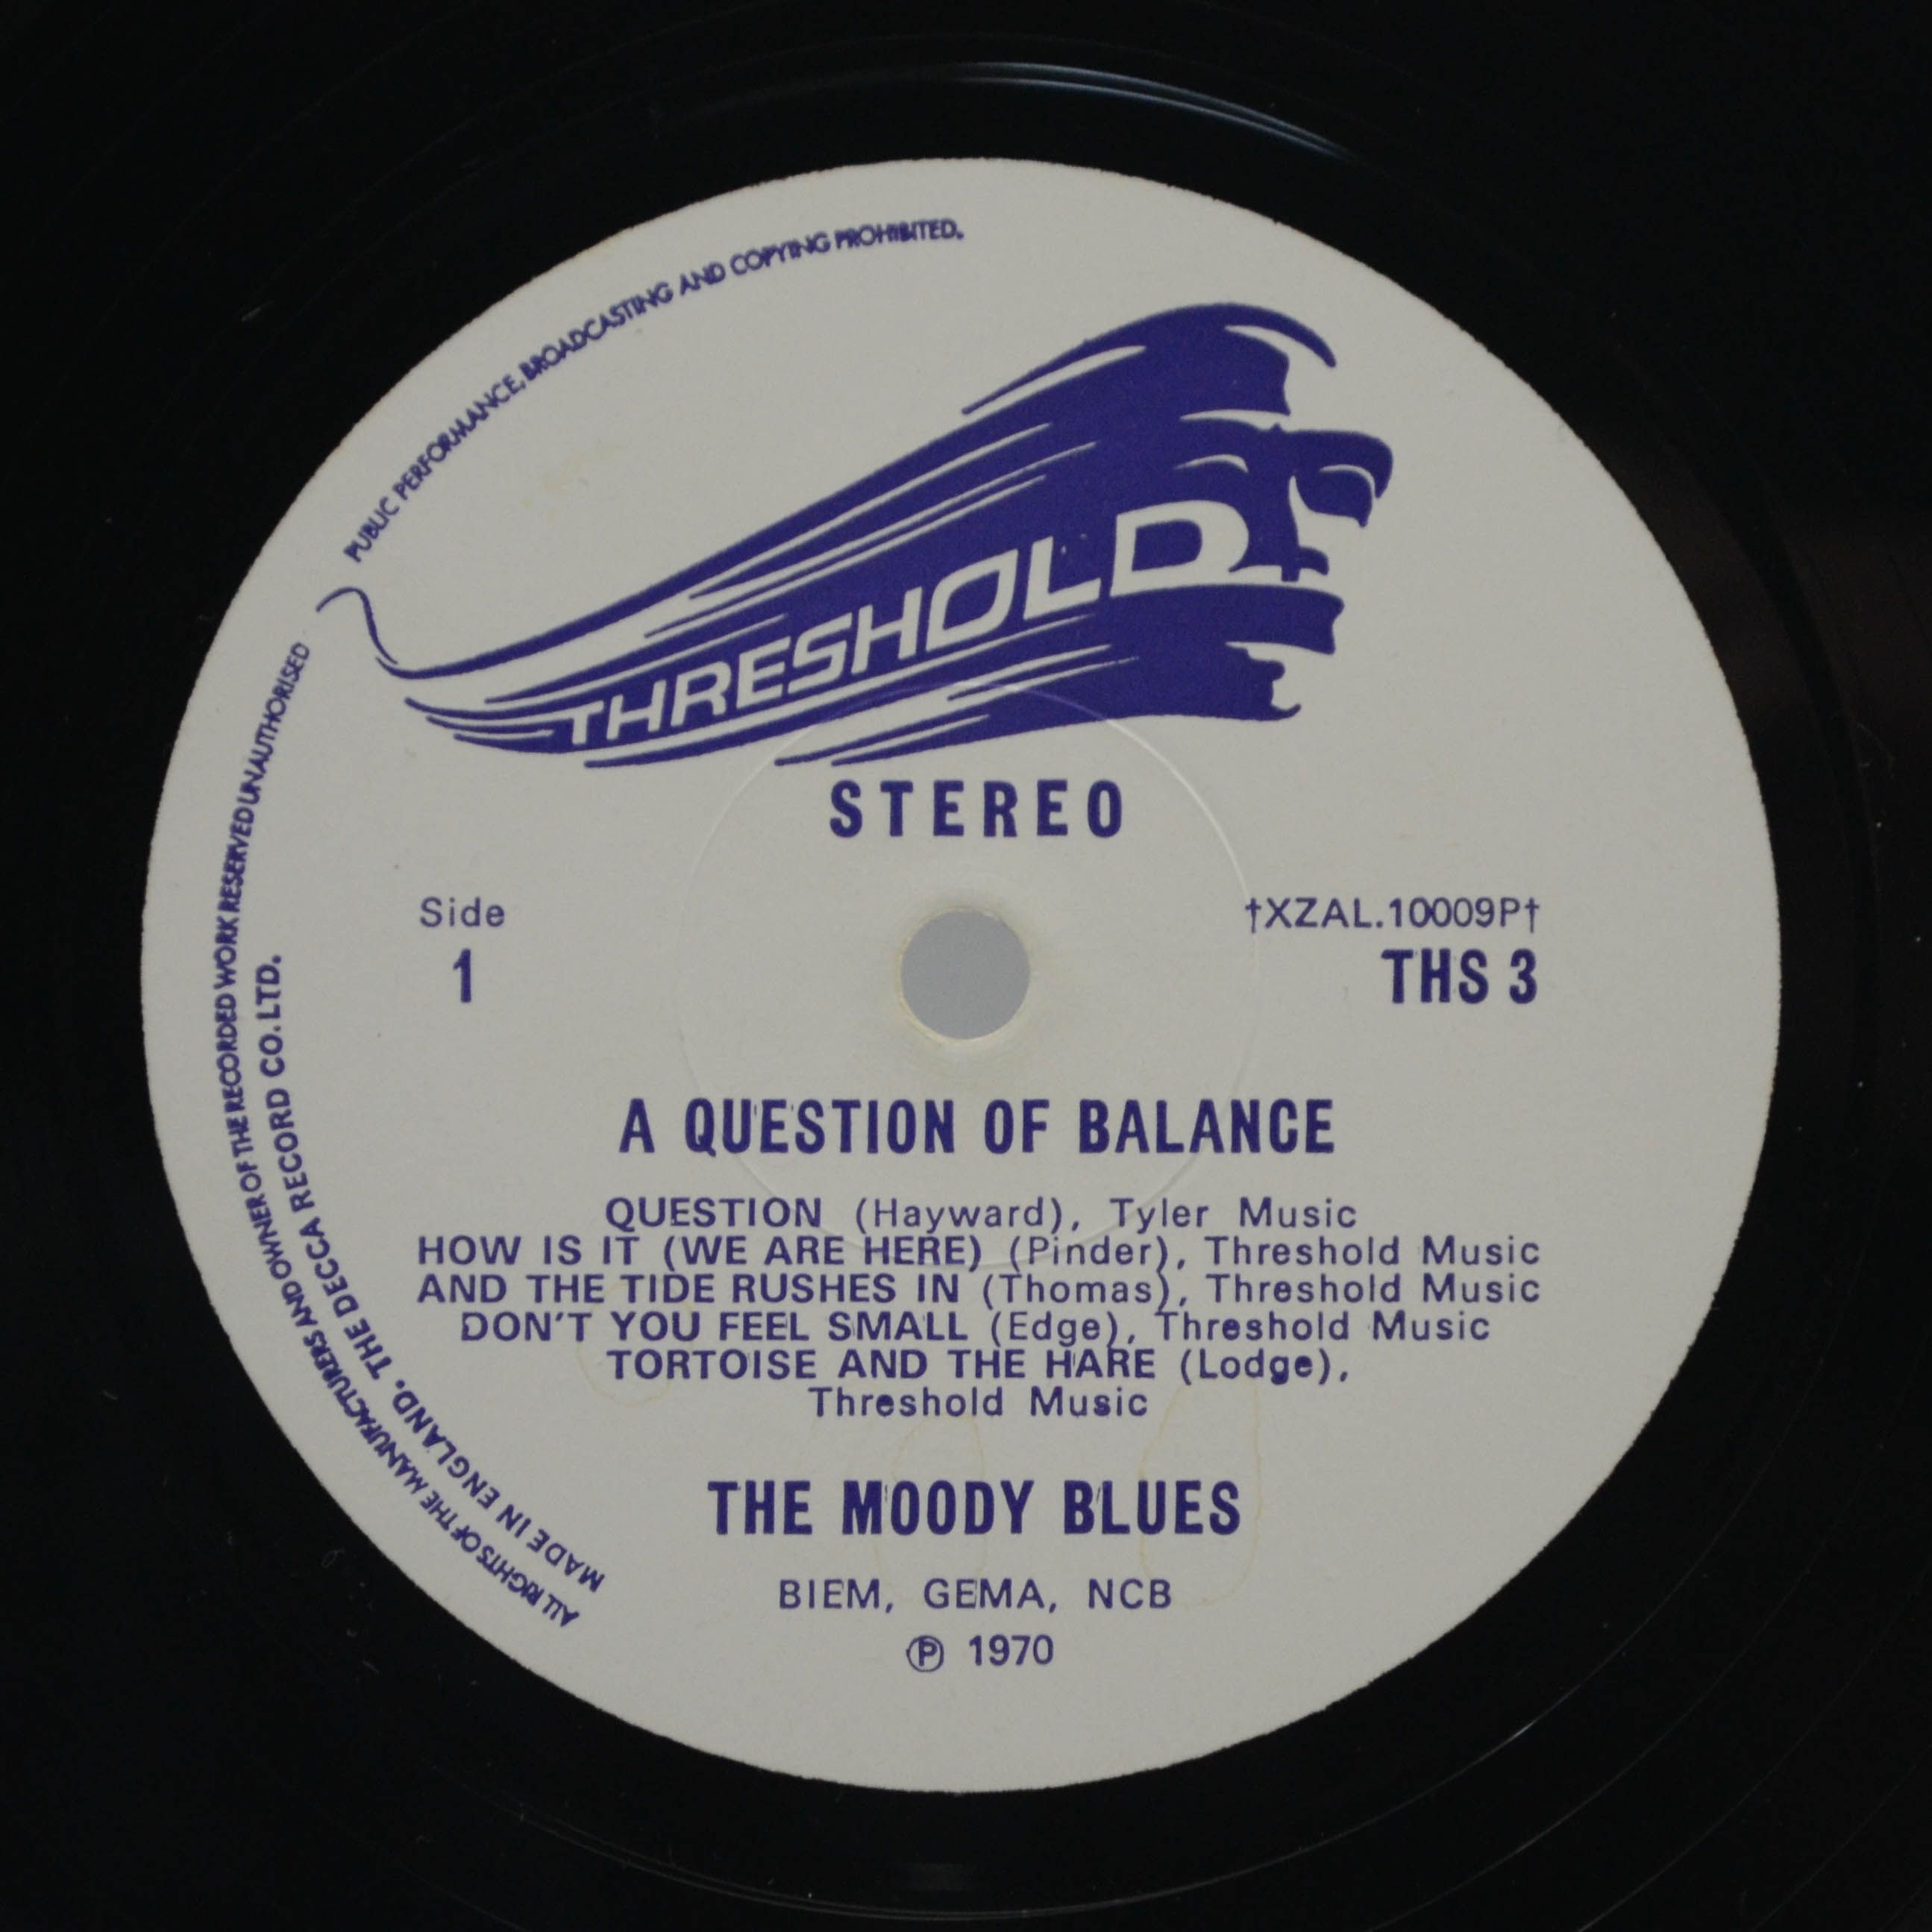 PUBLIC PERFORMANCE, BROADCASTING AND COPYING PROHIBITED.
ALL RIGHTS OF THE MANUFACTURERS AND OWNER OF THE RECORDED WORK RESERVED UNAUTHORISED
MADE IN ENGLAND. THE DECCA RECORD CO. LTD.
THRESHOLD
STEREO
Side
1
†XZAL.10009P†
THS 3
A QUESTION OF BALANCE
QUESTION (Hayward), Tyler Music
HOW IS IT (WE ARE HERE) (Pinder), Threshold Music
AND THE TIDE RUSHES IN (Thomas), Threshold Music
DON'T YOU FEEL SMALL (Edge), Threshold Music
TORTOISE AND THE HARE (Lodge),
Threshold Music
THE MOODY BLUES
BIEM, GEMA, NCB
℗ 1970